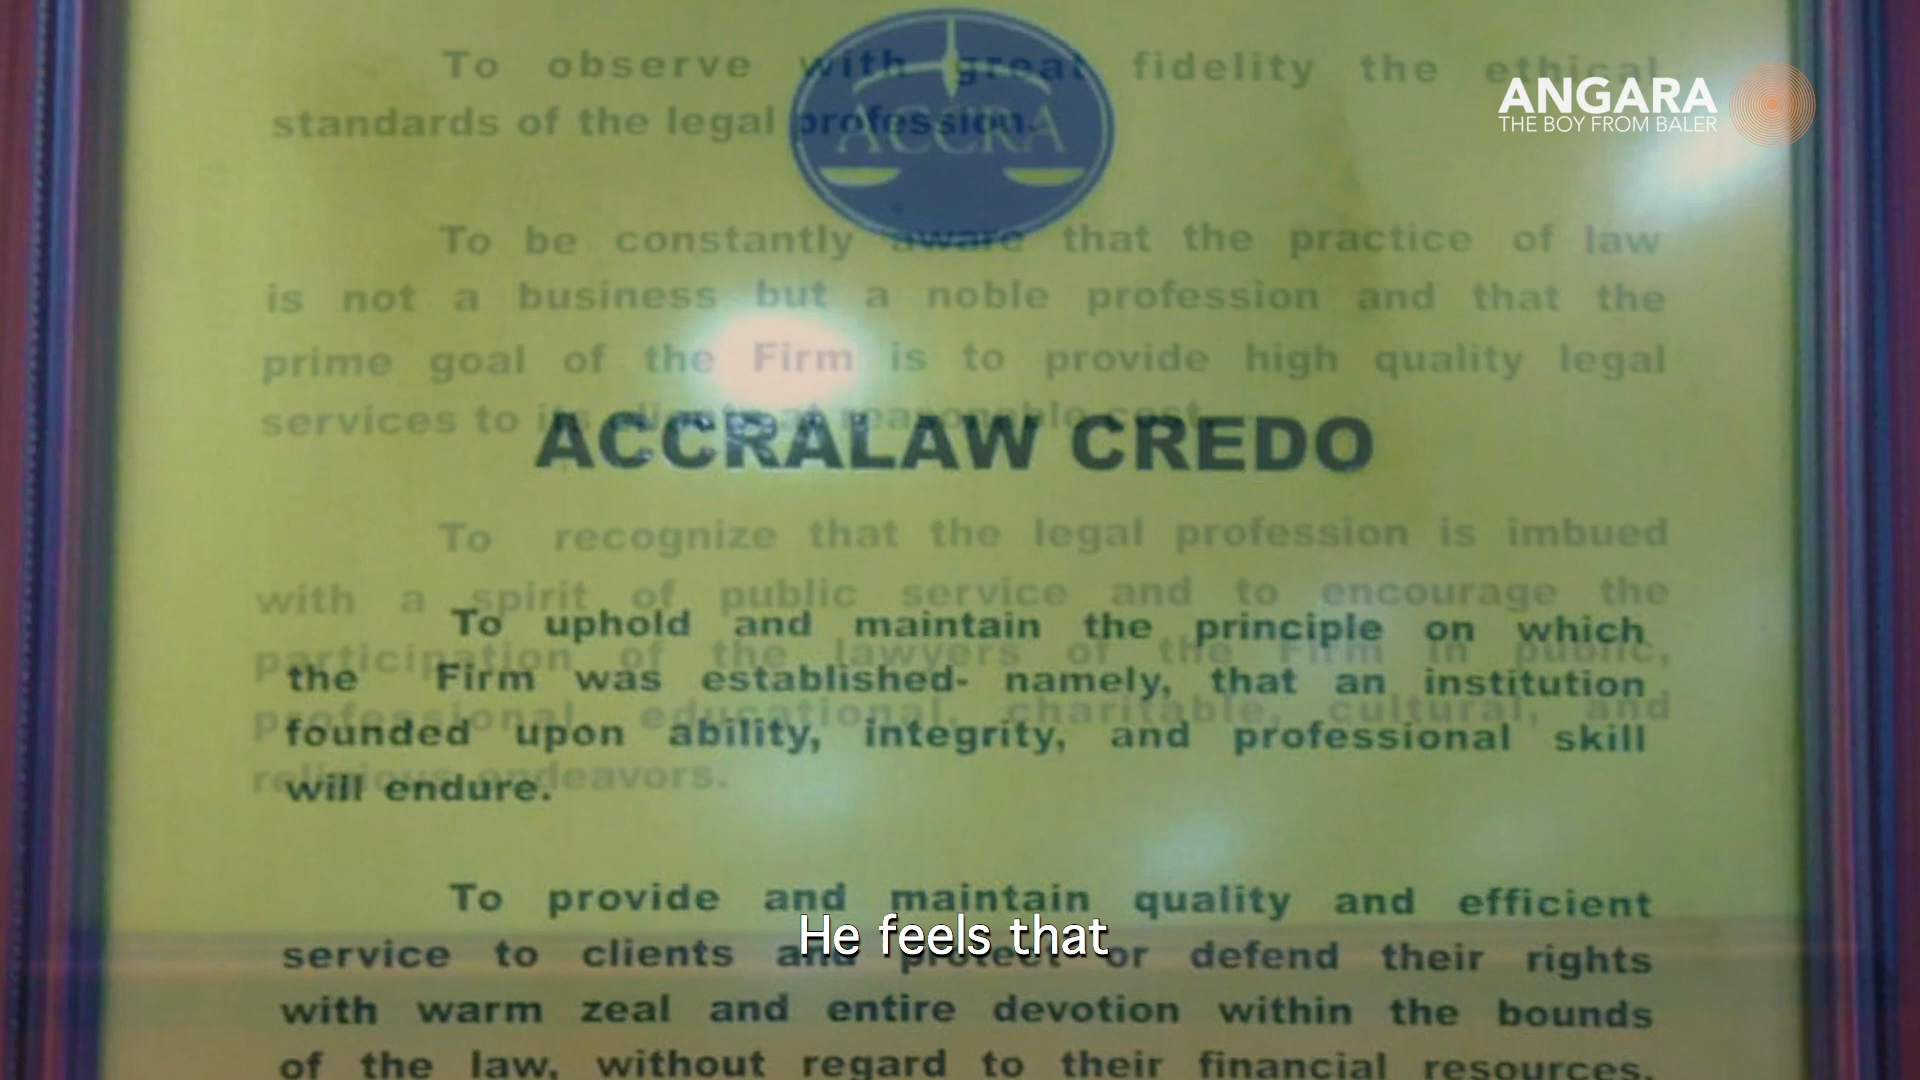 To observe with great fidelity the ethical
standards of the legal profession.
ACCRA
ANGARA
THE BOY FROM BALER
To be constantly aware that the practice of law
is not a business but a noble profession and that the
prime goal of the Firm is to provide high quality legal
services to its clients at reasonable cost.
ACCRALAW CREDO
To recognize that the legal profession is imbued
with a spirit of public service and to encourage the
participation of the lawyers of the Firm in public,
professional, educational, charitable, cultural, and
religious endeavors.
To uphold and maintain the principle on which
the Firm was established- namely, that an institution
founded upon ability, integrity, and professional skill
will endure.
To provide and maintain quality and efficient
service to clients and protect or defend their rights
with warm zeal and entire devotion within the bounds
of the law, without regard to their financial resources.
He feels that